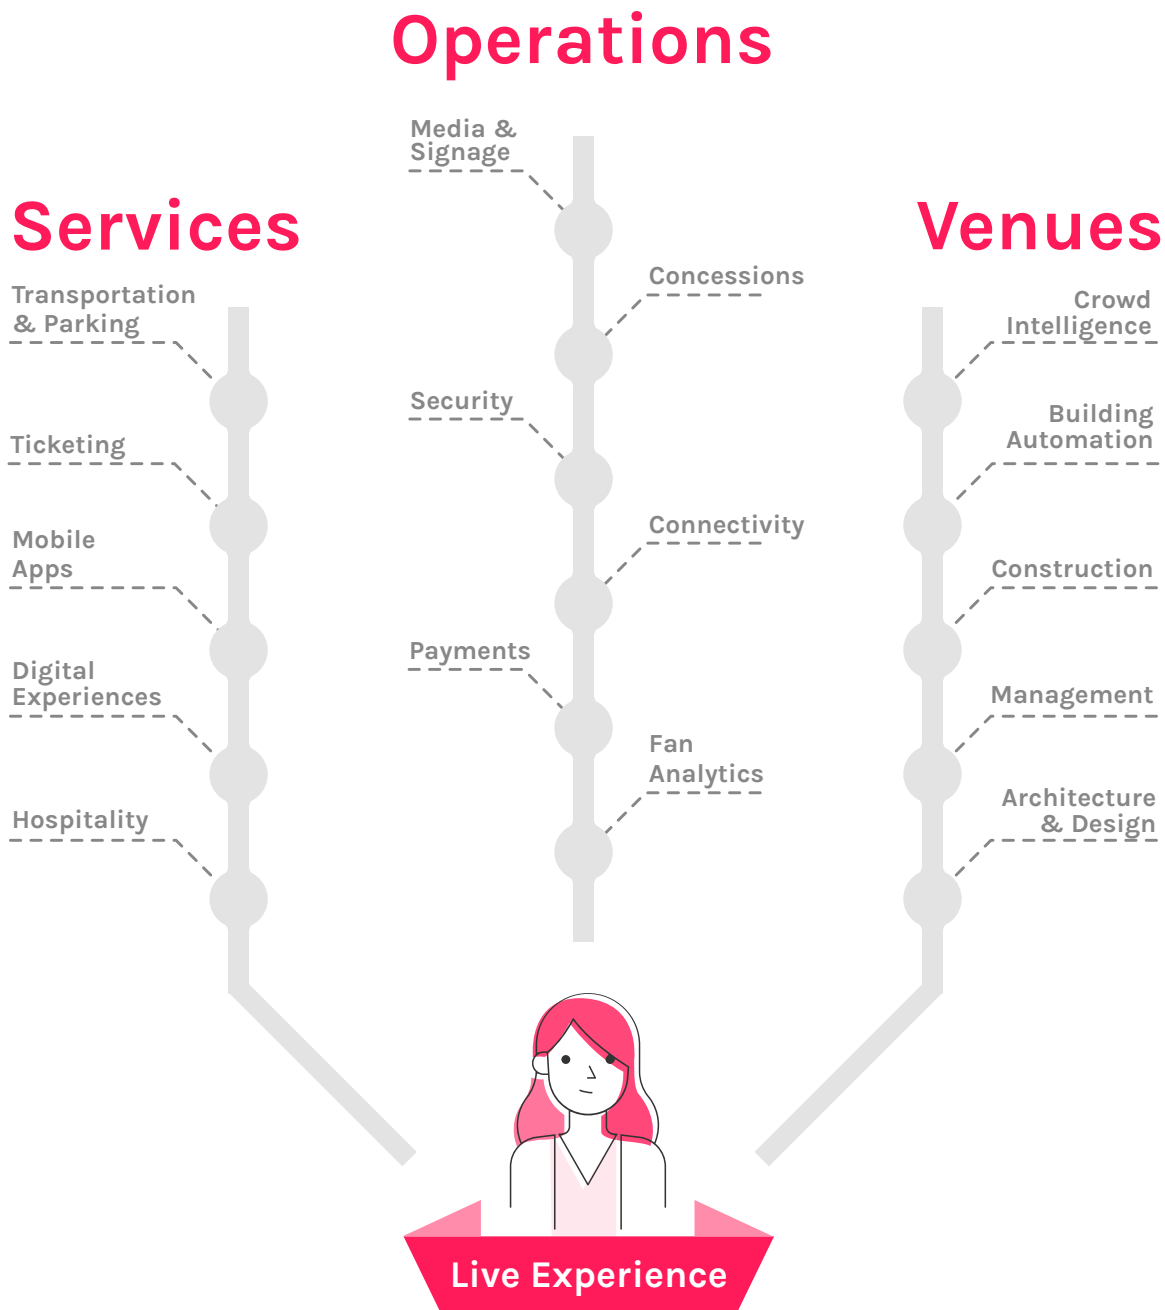 Operations
Media &
Signage
Concessions
Security
Connectivity
Payments
Fan
Analytics
Services
Transportation
& Parking
Ticketing
Mobile
Apps
Digital
Experiences
Hospitality
Venues
Crowd
Intelligence
Building
Automation
Construction
Management
Architecture
& Design
Live Experience